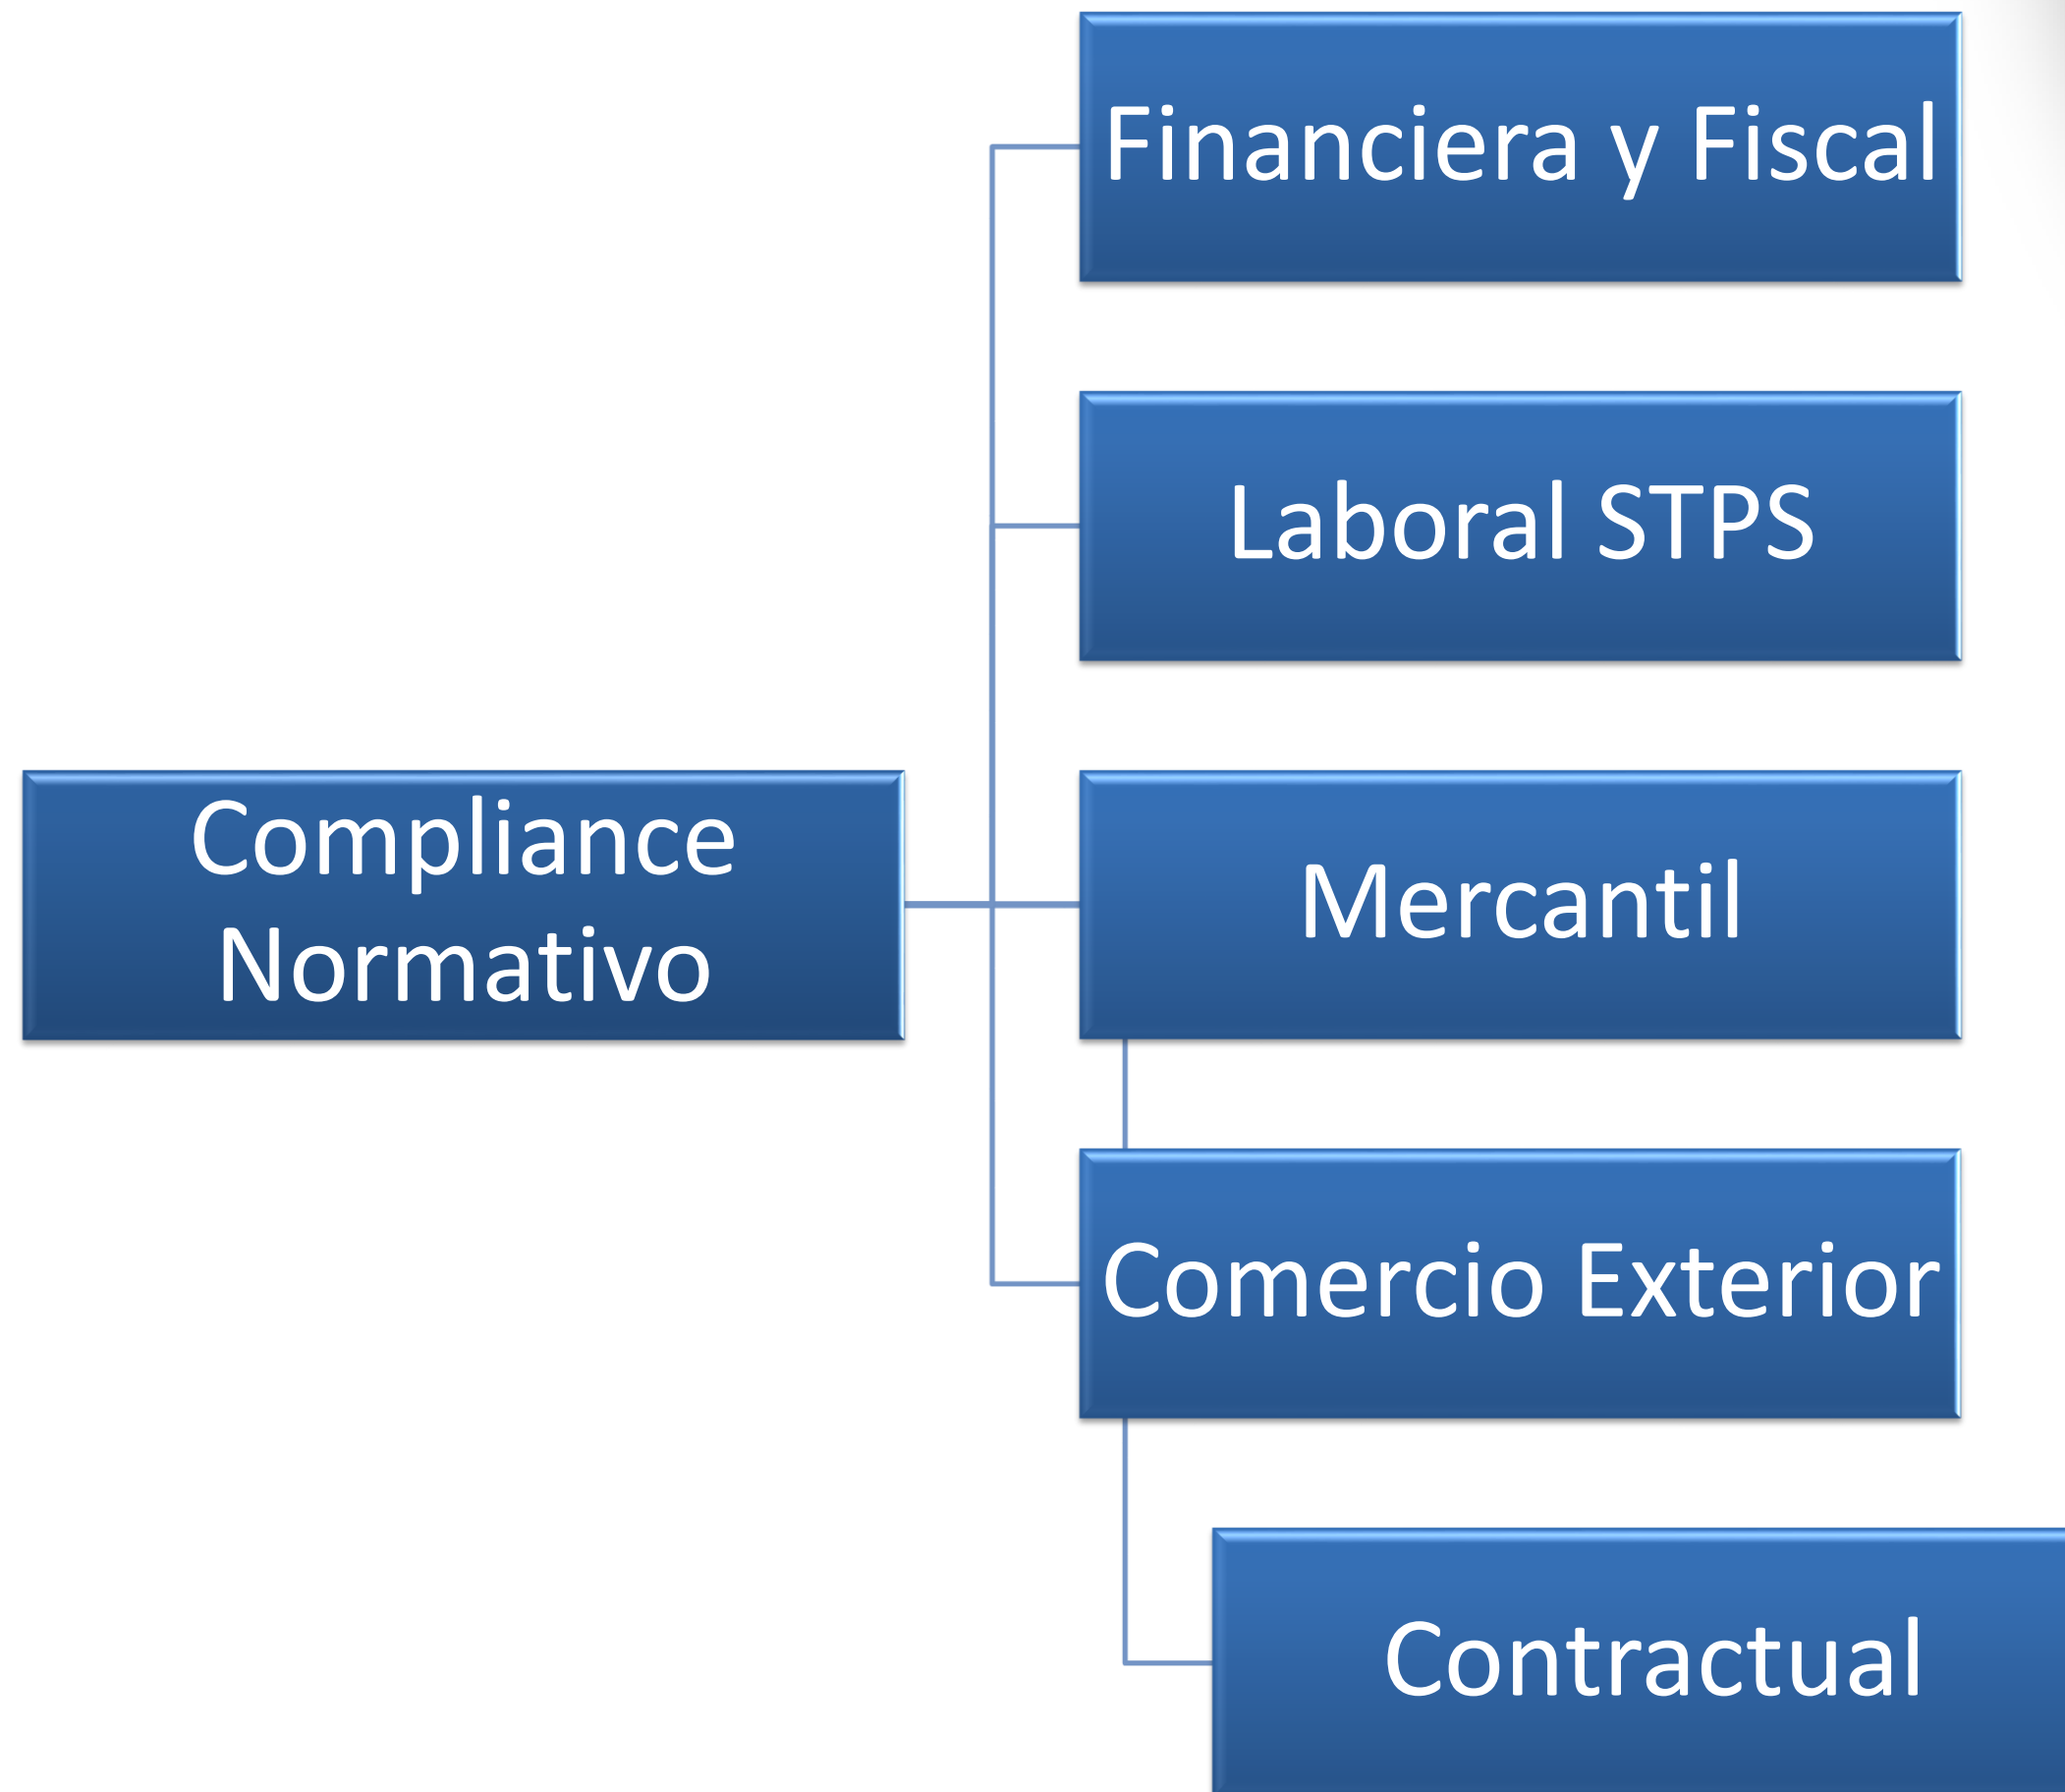 Financiera y Fiscal
Laboral STPS
Compliance
Normativo
Mercantil
Comercio Exterior
Contractual